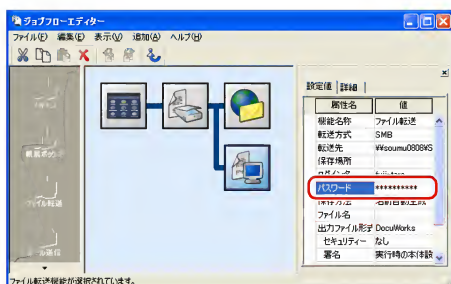 ジョブフローエディター
ファイル(F) 編集(E) 表示(V) 追加(A) ヘルプ(H)
設定値 詳細
属性名 値
機能名称 ファイル転送
転送方式 SMB
転送先 ¥¥soumu0808¥S
保存場所
パスワード **********
ファイル名
出力ファイル形式 DocuWorks
セキュリティー なし
署名 実行時の本体設
ファイル転送
ファイル転送機能が選択されています。